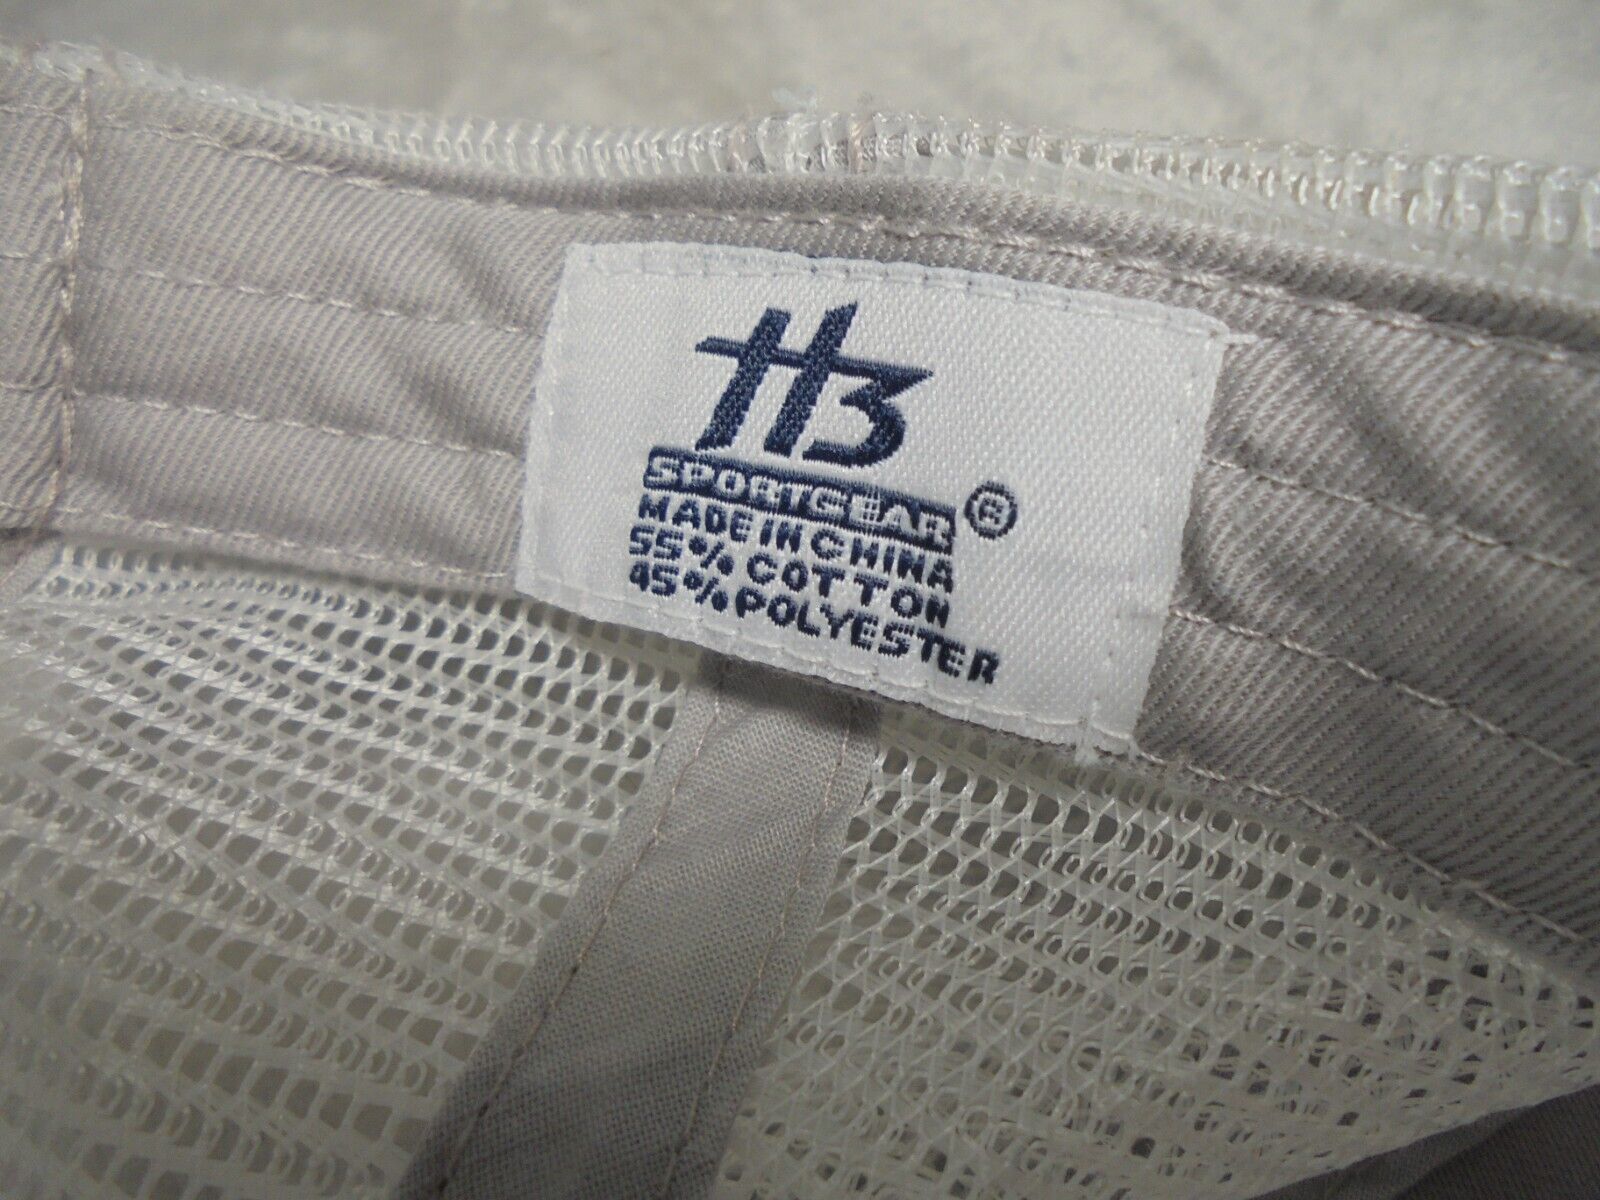 H3
SPORTGEAR®
MADE IN CHINA
55% COTTON
45% POLYESTER